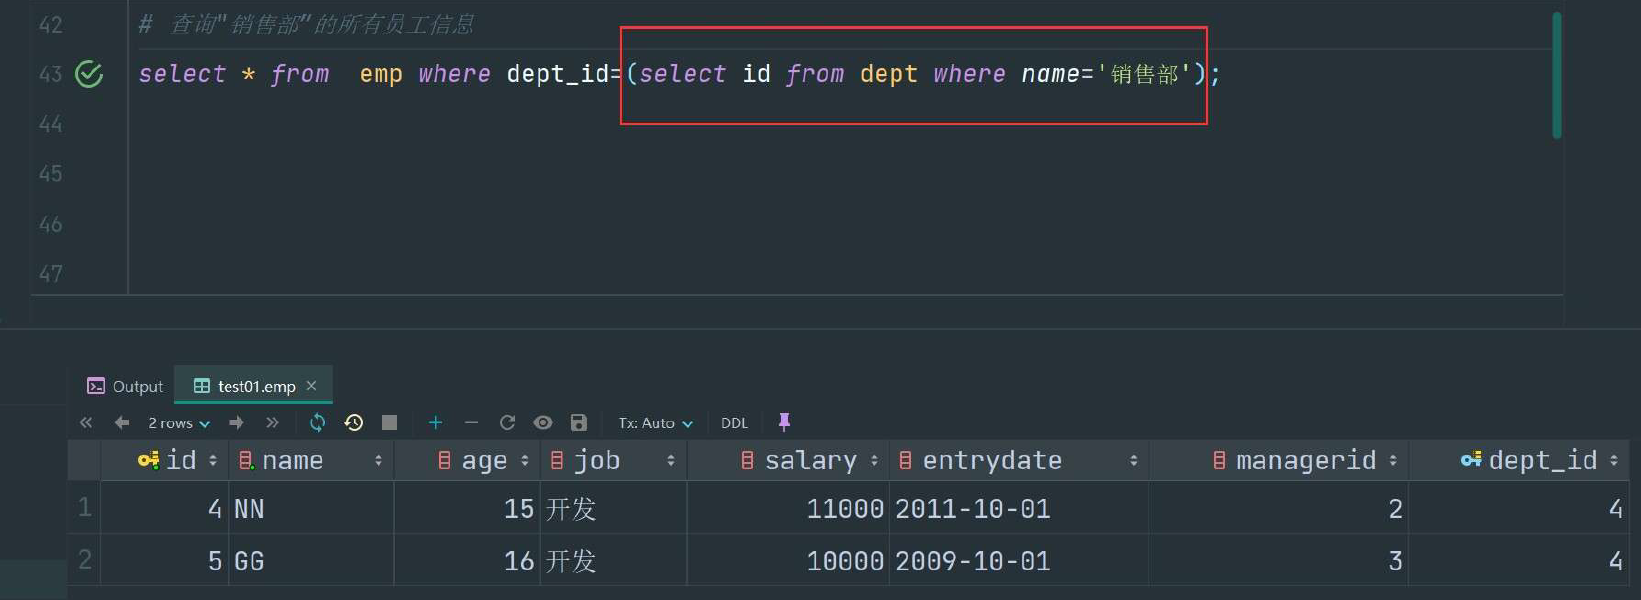 42 # 查询"销售部”的所有员工信息
43 select * from  emp where dept_id=(select id from dept where name='销售部');
44
45
46
47
Output test01.emp ×
2 rows Tx: Auto DDL
id name age job salary entrydate managerid dept_id
1 4 NN 15 开发 11000 2011-10-01 2 4
2 5 GG 16 开发 10000 2009-10-01 3 4